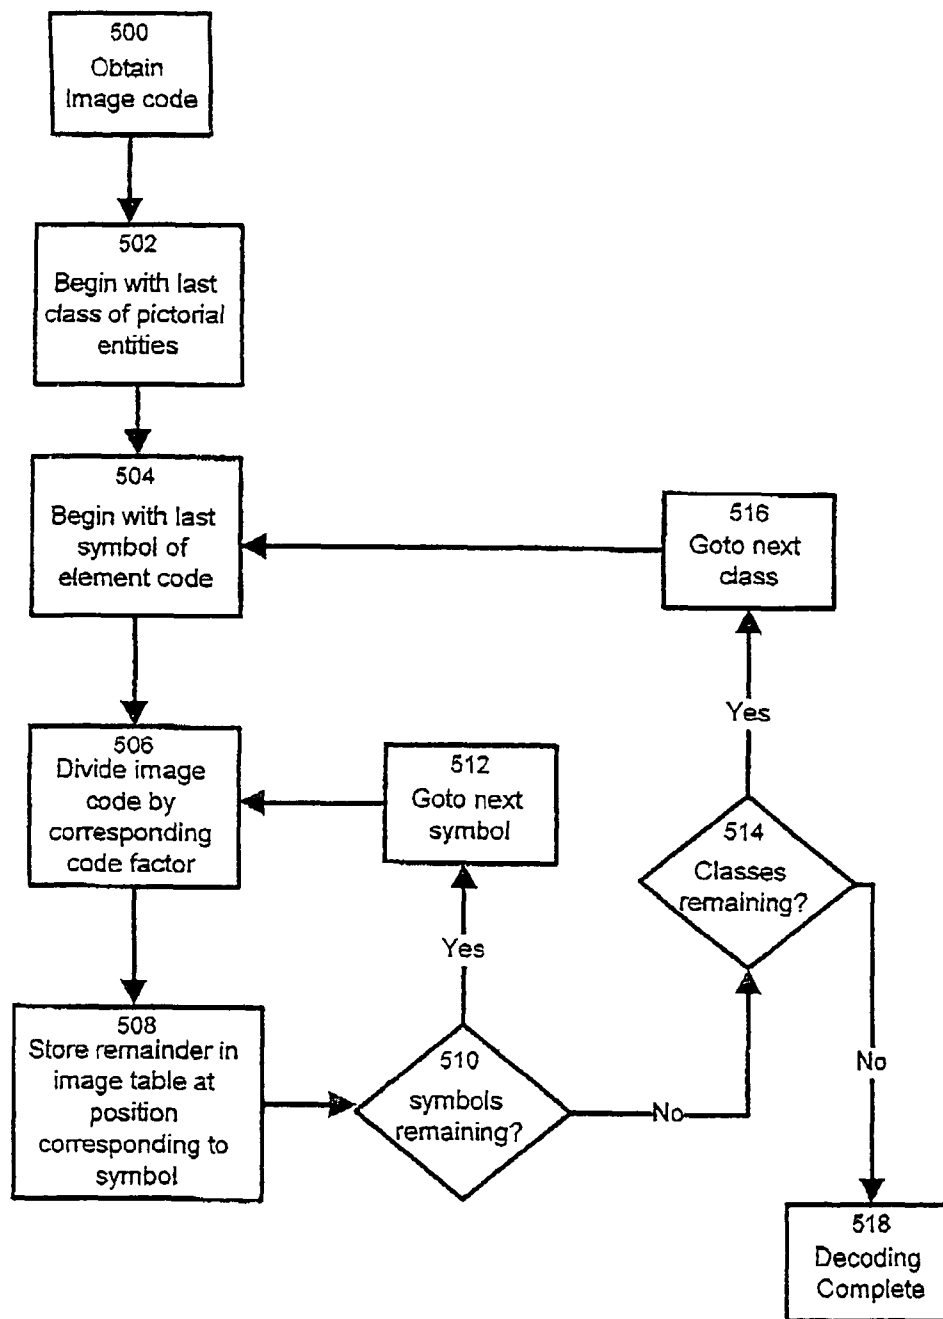 500
Obtain
Image code
502
Begin with last
class of pictorial
entities
504
Begin with last
symbol of
element code
516
Goto next
class
Yes
506
Divide image
code by
corresponding
code factor
512
Goto next
symbol
514
Classes
remaining?
Yes
508
Store remainder in
image table at
position
corresponding to
symbol
510
symbols
remaining?
No
No
518
Decoding
Complete